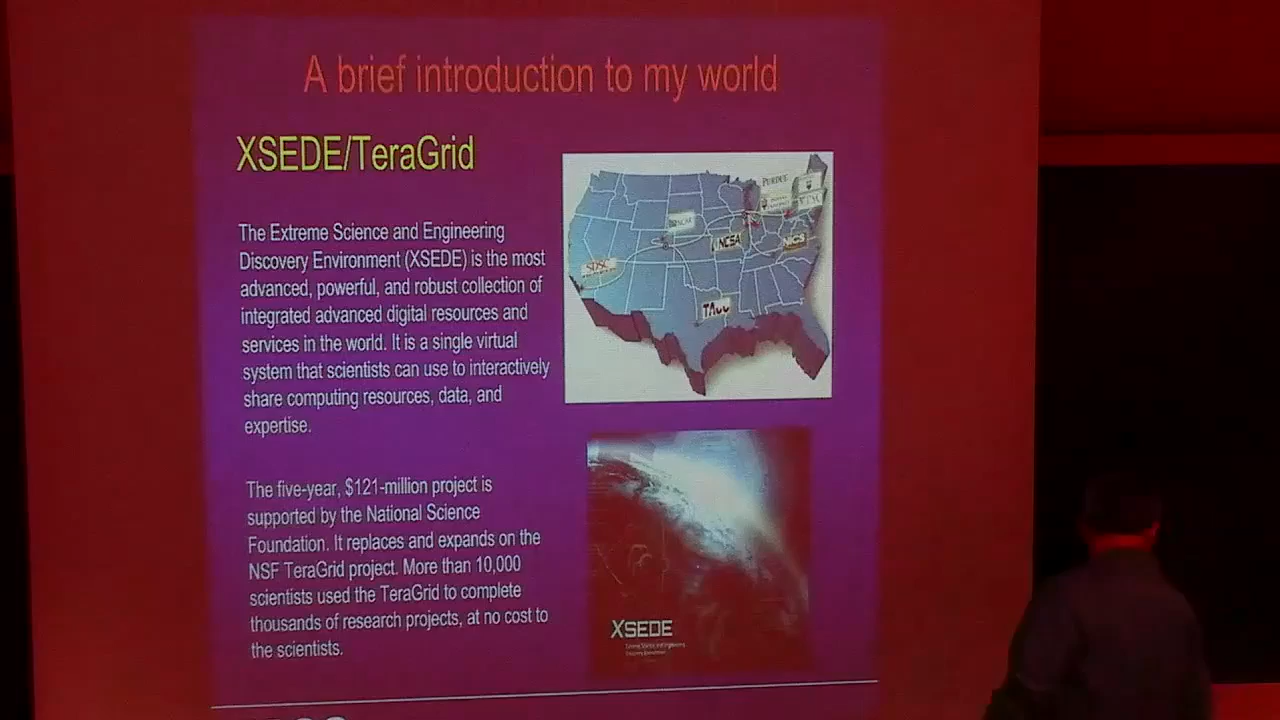 A brief introduction to my world
XSEDE/TeraGrid
The Extreme Science and Engineering
Discovery Environment (XSEDE) is the most
advanced, powerful, and robust collection of
integrated advanced digital resources and
services in the world. It is a single virtual
system that scientists can use to interactively
share computing resources, data, and
expertise.
The five-year, $121-million project is
supported by the National Science
Foundation. It replaces and expands on the
NSF TeraGrid project. More than 10,000
scientists used the TeraGrid to complete
thousands of research projects, at no cost to
the scientists.
PURDUE
NCSA
NICS
SDSC
TACC
XSEDE